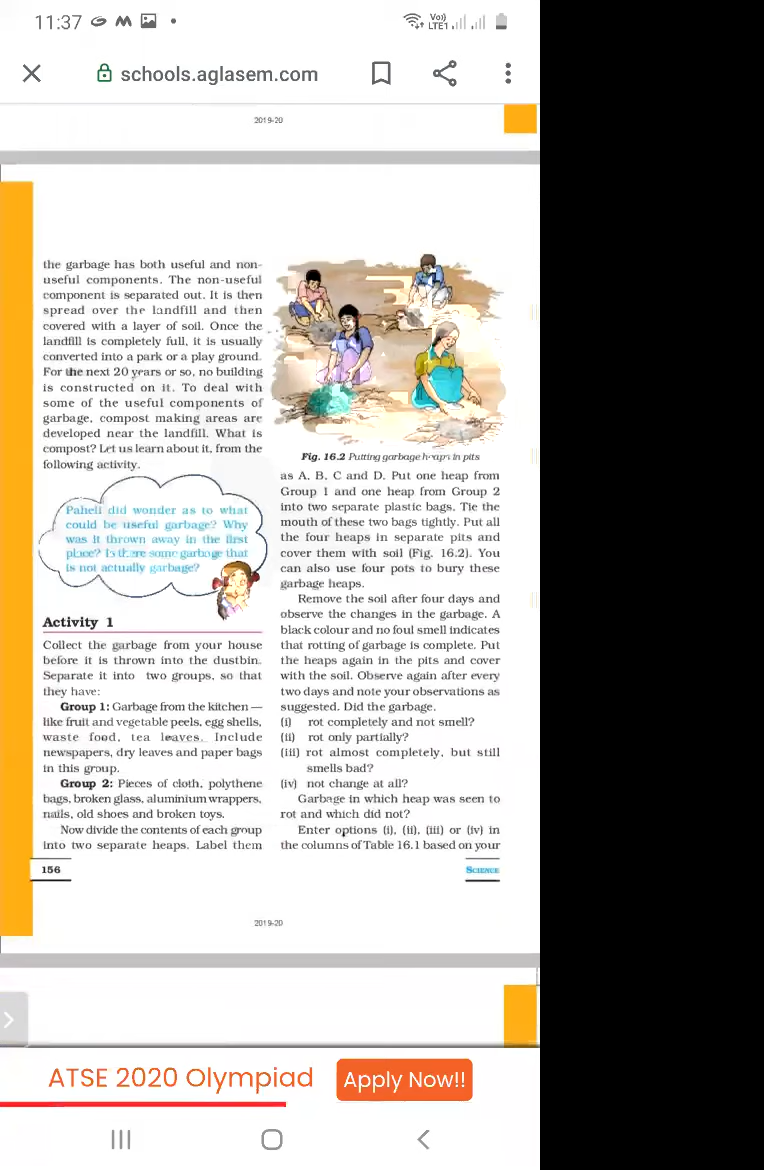 11:37
Vo))
LTE1
schools.aglasem.com
2019-20
the garbage has both useful and non-
useful components. The non-useful
component is separated out. It is then
spread over the landfill and then
covered with a layer of soil. Once the
landfill is completely full, it is usually
converted into a park or a play ground.
For the next 20 years or so, no building
is constructed on it. To deal with
some of the useful components of
garbage, compost making areas are
developed near the landfill. What is
compost? Let us learn about it, from the
following activity.
Paheli did wonder as to what
could be useful garbage? Why
was it thrown away in the first
place? Is there some garbage that
is not actually garbage?
Activity 1
Collect the garbage from your house
before it is thrown into the dustbin.
Separate it into two groups, so that
they have:
Group 1: Garbage from the kitchen —
like fruit and vegetable peels, egg shells,
waste food, tea leaves. Include
newspapers, dry leaves and paper bags
in this group.
Group 2: Pieces of cloth, polythene
bags, broken glass, aluminium wrappers,
nails, old shoes and broken toys.
Now divide the contents of each group
into two separate heaps. Label them
Fig. 16.2 Putting garbage heaps in pits
as A, B, C and D. Put one heap from
Group 1 and one heap from Group 2
into two separate plastic bags. Tie the
mouth of these two bags tightly. Put all
the four heaps in separate pits and
cover them with soil (Fig. 16.2). You
can also use four pots to bury these
garbage heaps.
Remove the soil after four days and
observe the changes in the garbage. A
black colour and no foul smell indicates
that rotting of garbage is complete. Put
the heaps again in the pits and cover
with the soil. Observe again after every
two days and note your observations as
suggested. Did the garbage.
(i) rot completely and not smell?
(ii) rot only partially?
(iii) rot almost completely, but still
smells bad?
(iv) not change at all?
Garbage in which heap was seen to
rot and which did not?
Enter options (i), (ii), (iii) or (iv) in
the columns of Table 16.1 based on your
156
SCIENCE
2019-20
ATSE 2020 Olympiad
Apply Now!!